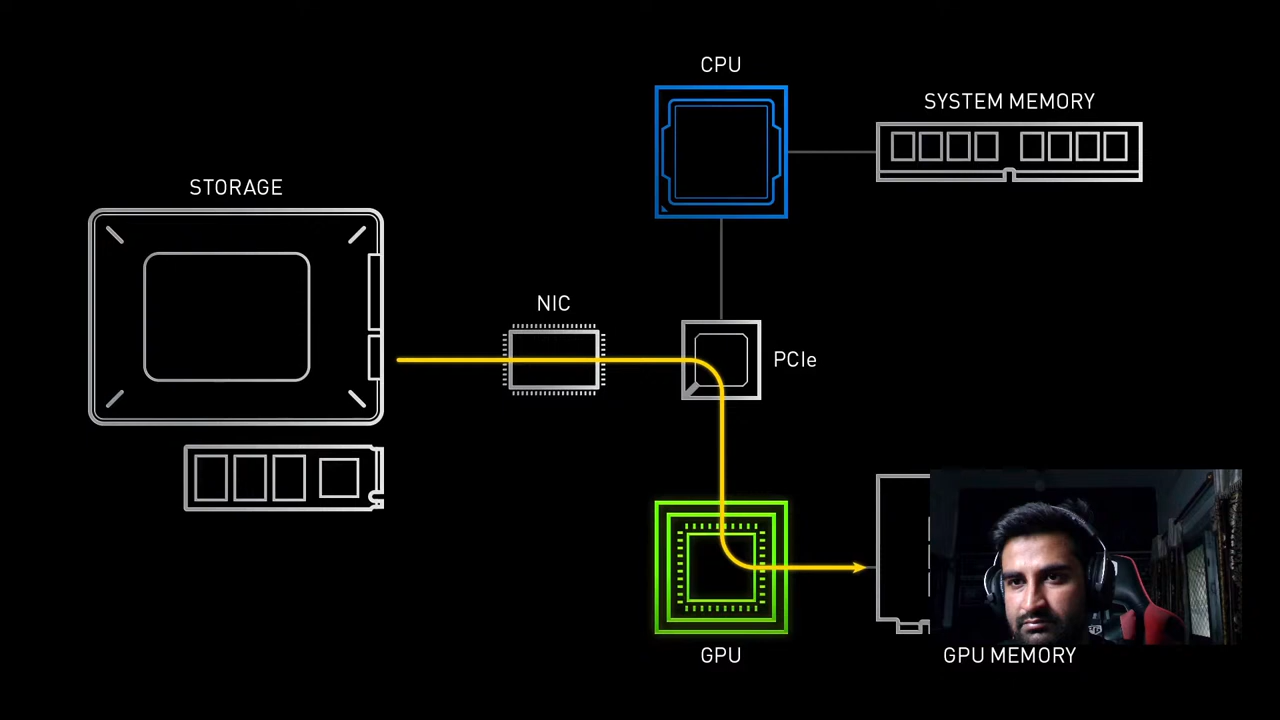 CPU
SYSTEM MEMORY
STORAGE
NIC
PCIe
GPU
GPU MEMORY